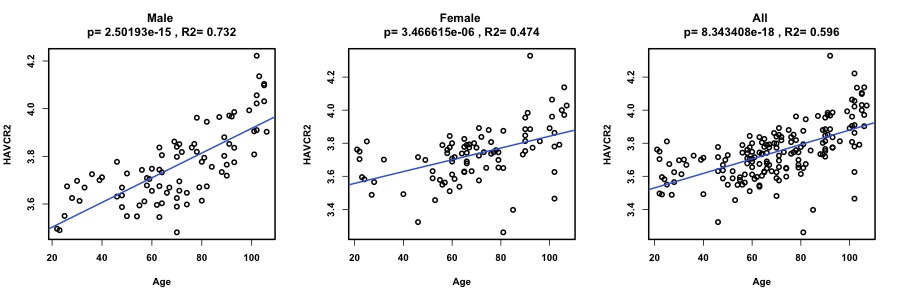 Male
p= 2.50193e-15 , R2= 0.732
HAVCR2
4.2
4.0
3.8
3.6
20 40 60 80 100
Age
Female
p= 3.466615e-06 , R2= 0.474
HAVCR2
4.2
4.0
3.8
3.6
3.4
20 40 60 80 100
Age
All
p= 8.343408e-18 , R2= 0.596
HAVCR2
4.2
4.0
3.8
3.6
3.4
20 40 60 80 100
Age